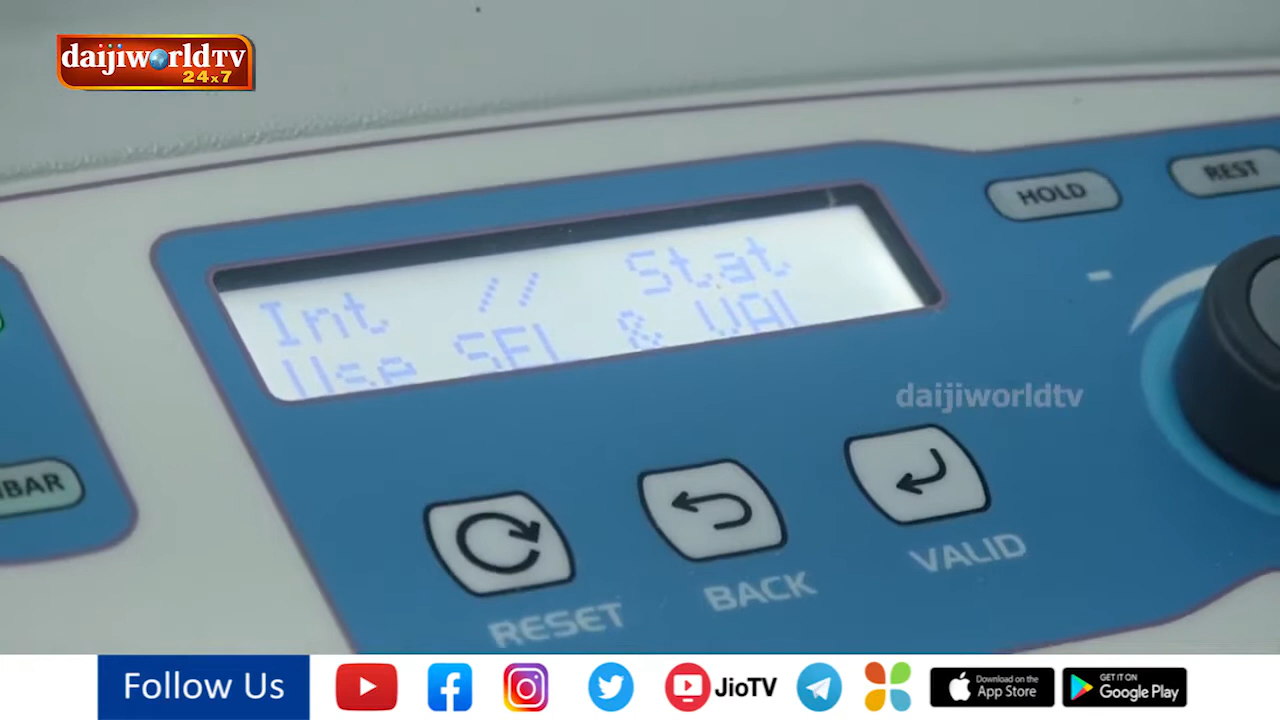 daijiworldTV
24x7
HOLD
REST
Int // Stat
Use SEL & VAL
daijiworldtv
VALID
BACK
RESET
Follow Us
JioTV
Download on the
App Store
GET IT ON
Google Play